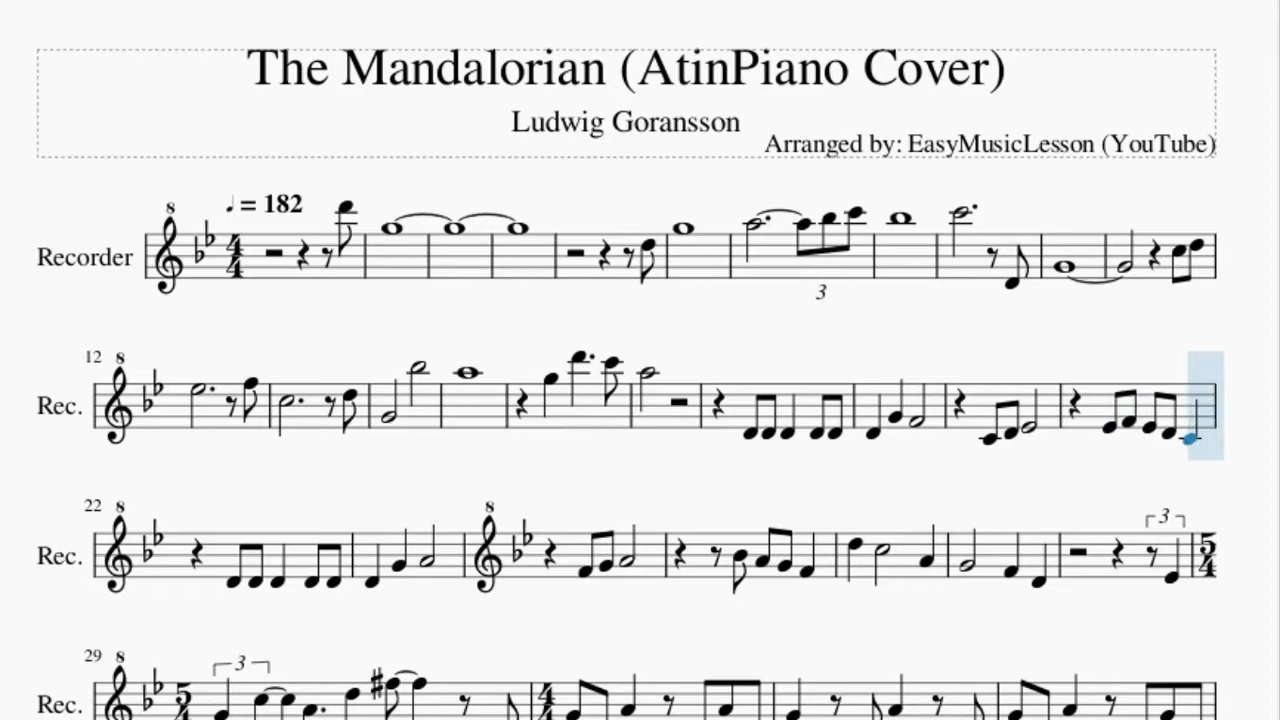 The Mandalorian (AtinPiano Cover)
Ludwig Goransson
Arranged by: EasyMusicLesson (YouTube)
8
♩ = 182
Recorder
4
4
3
12
8
Rec.
22
8
8
3
Rec.
5
4
29
8
3
Rec.
5
4
4
4